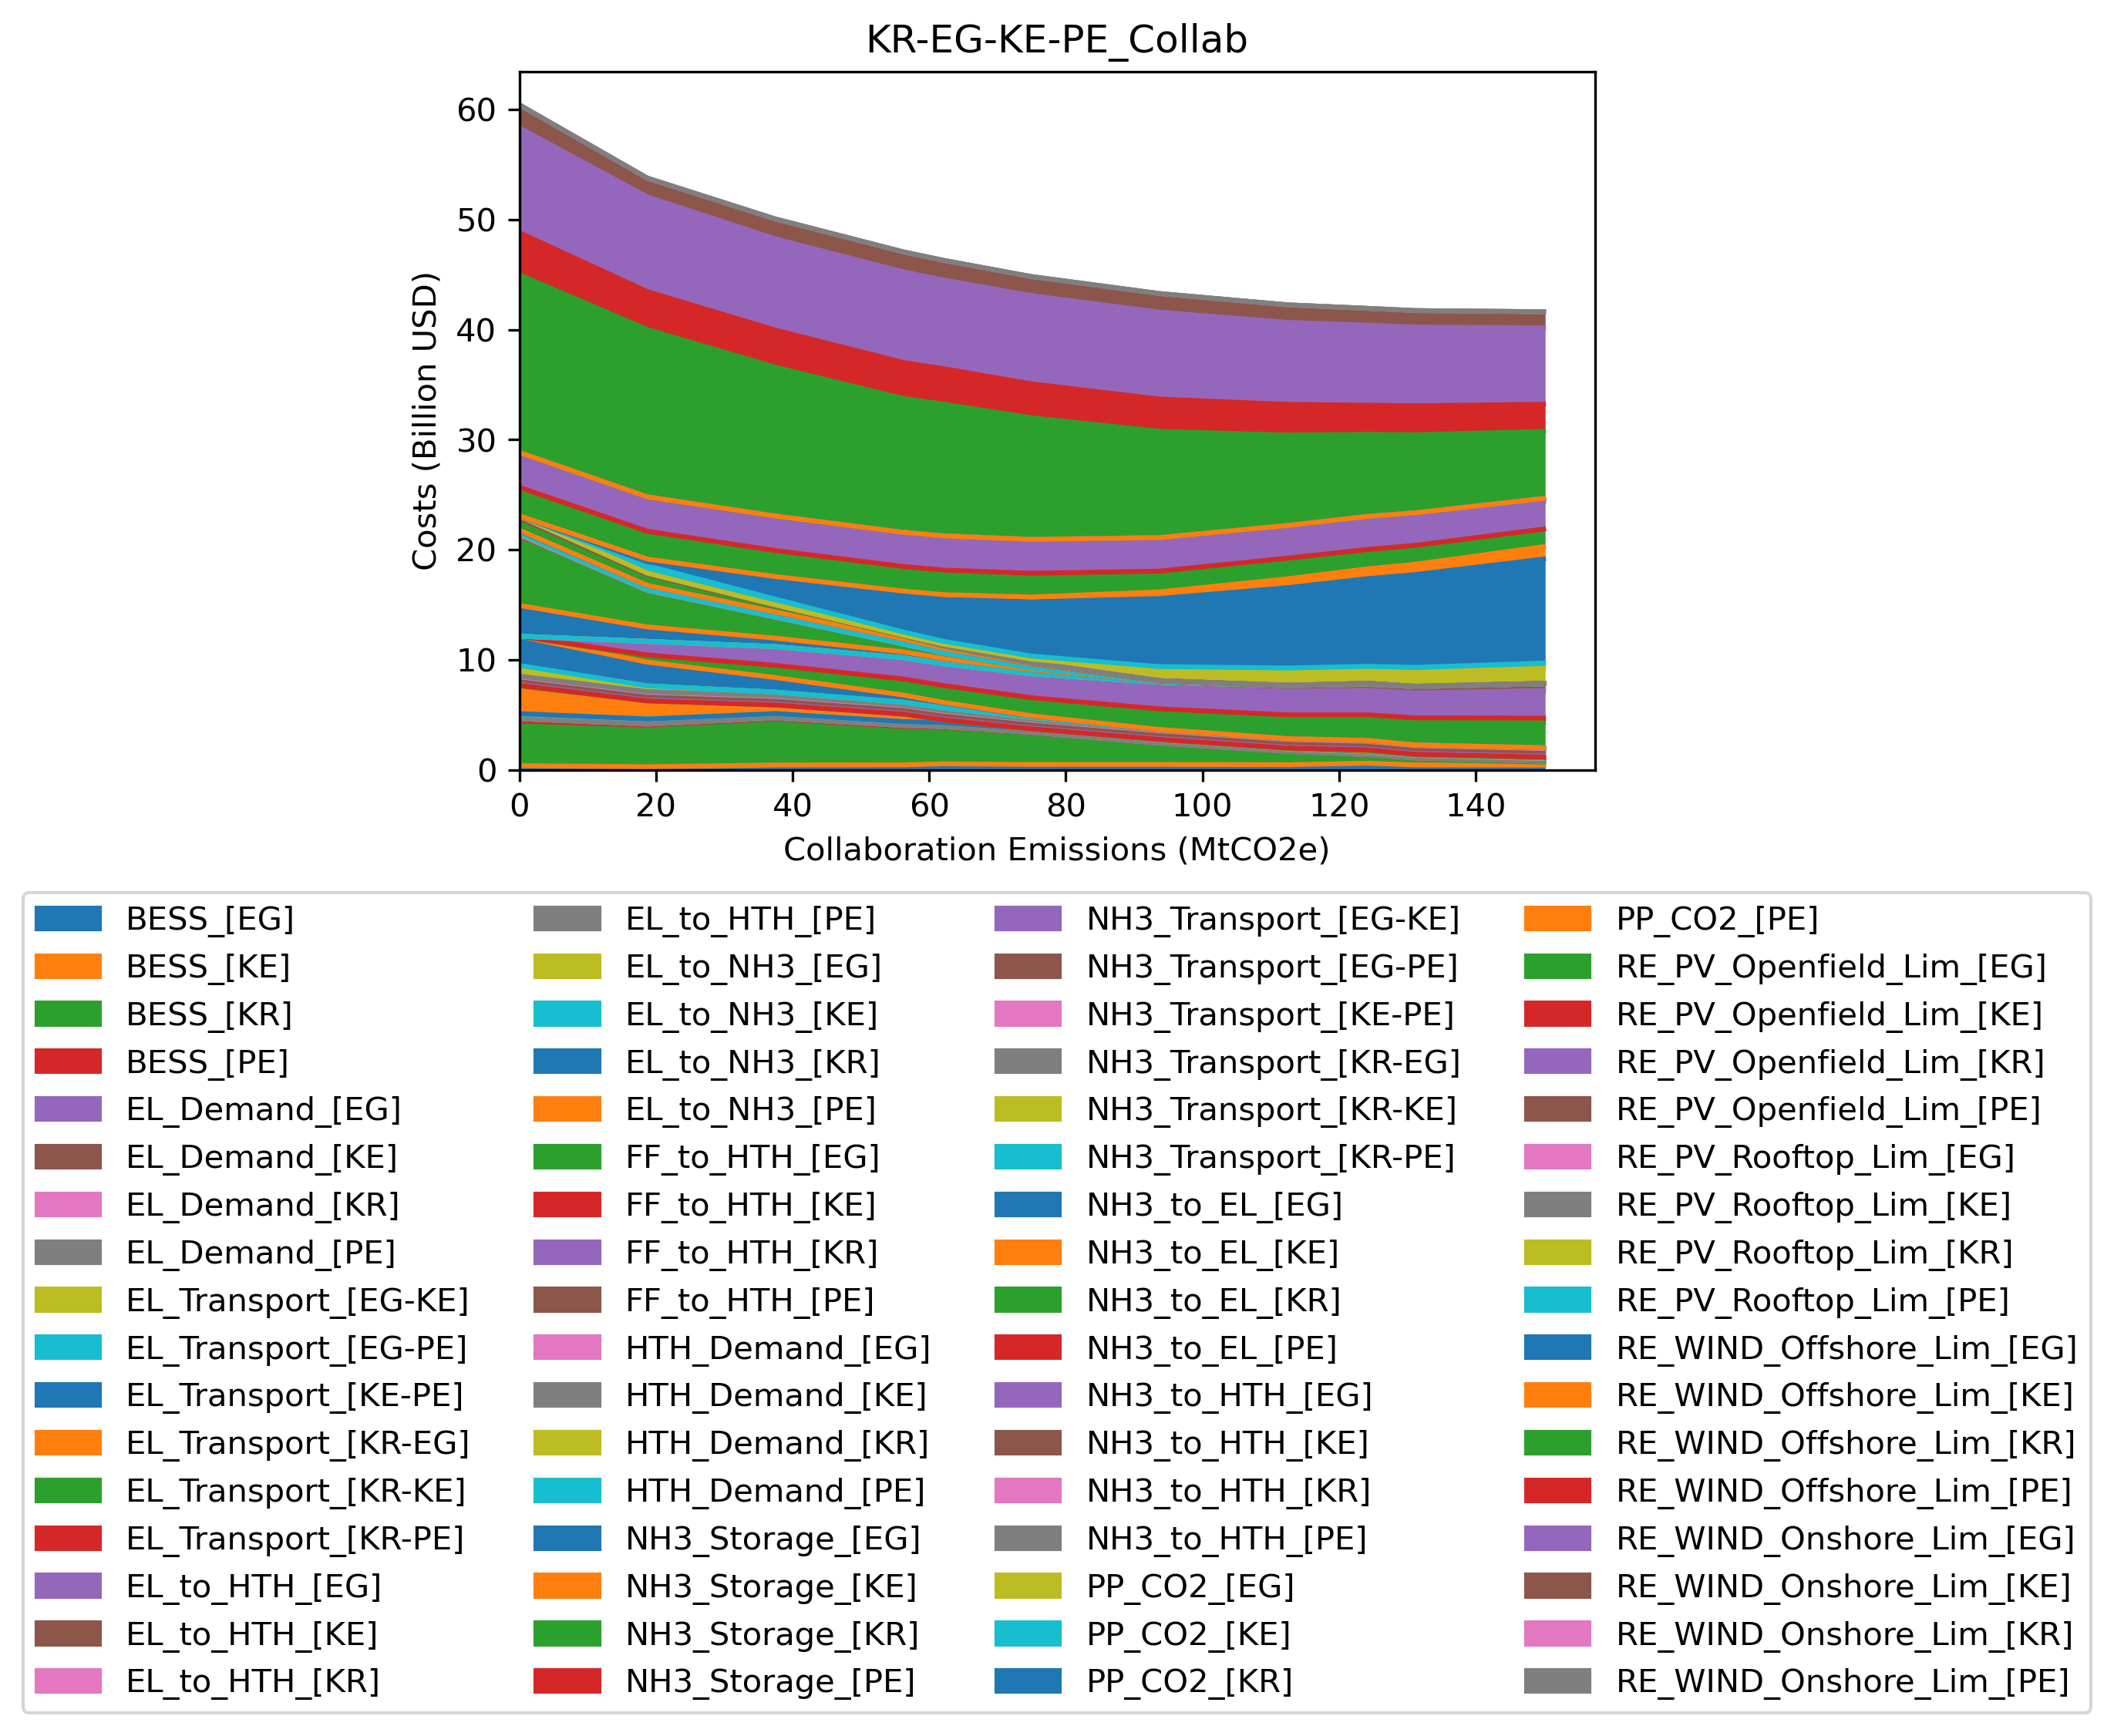 KR-EG-KE-PE_Collab
60
50
40
30
20
10
0
Costs (Billion USD)
0 20 40 60 80 100 120 140
Collaboration Emissions (MtCO2e)
BESS_[EG]
BESS_[KE]
BESS_[KR]
BESS_[PE]
EL_Demand_[EG]
EL_Demand_[KE]
EL_Demand_[KR]
EL_Demand_[PE]
EL_Transport_[EG-KE]
EL_Transport_[EG-PE]
EL_Transport_[KE-PE]
EL_Transport_[KR-EG]
EL_Transport_[KR-KE]
EL_Transport_[KR-PE]
EL_to_HTH_[EG]
EL_to_HTH_[KE]
EL_to_HTH_[KR]
EL_to_HTH_[PE]
EL_to_NH3_[EG]
EL_to_NH3_[KE]
EL_to_NH3_[KR]
EL_to_NH3_[PE]
FF_to_HTH_[EG]
FF_to_HTH_[KE]
FF_to_HTH_[KR]
FF_to_HTH_[PE]
HTH_Demand_[EG]
HTH_Demand_[KE]
HTH_Demand_[KR]
HTH_Demand_[PE]
NH3_Storage_[EG]
NH3_Storage_[KE]
NH3_Storage_[KR]
NH3_Storage_[PE]
NH3_Transport_[EG-KE]
NH3_Transport_[EG-PE]
NH3_Transport_[KE-PE]
NH3_Transport_[KR-EG]
NH3_Transport_[KR-KE]
NH3_Transport_[KR-PE]
NH3_to_EL_[EG]
NH3_to_EL_[KE]
NH3_to_EL_[KR]
NH3_to_EL_[PE]
NH3_to_HTH_[EG]
NH3_to_HTH_[KE]
NH3_to_HTH_[KR]
NH3_to_HTH_[PE]
PP_CO2_[EG]
PP_CO2_[KE]
PP_CO2_[KR]
PP_CO2_[PE]
RE_PV_Openfield_Lim_[EG]
RE_PV_Openfield_Lim_[KE]
RE_PV_Openfield_Lim_[KR]
RE_PV_Openfield_Lim_[PE]
RE_PV_Rooftop_Lim_[EG]
RE_PV_Rooftop_Lim_[KE]
RE_PV_Rooftop_Lim_[KR]
RE_PV_Rooftop_Lim_[PE]
RE_WIND_Offshore_Lim_[EG]
RE_WIND_Offshore_Lim_[KE]
RE_WIND_Offshore_Lim_[KR]
RE_WIND_Offshore_Lim_[PE]
RE_WIND_Onshore_Lim_[EG]
RE_WIND_Onshore_Lim_[KE]
RE_WIND_Onshore_Lim_[KR]
RE_WIND_Onshore_Lim_[PE]